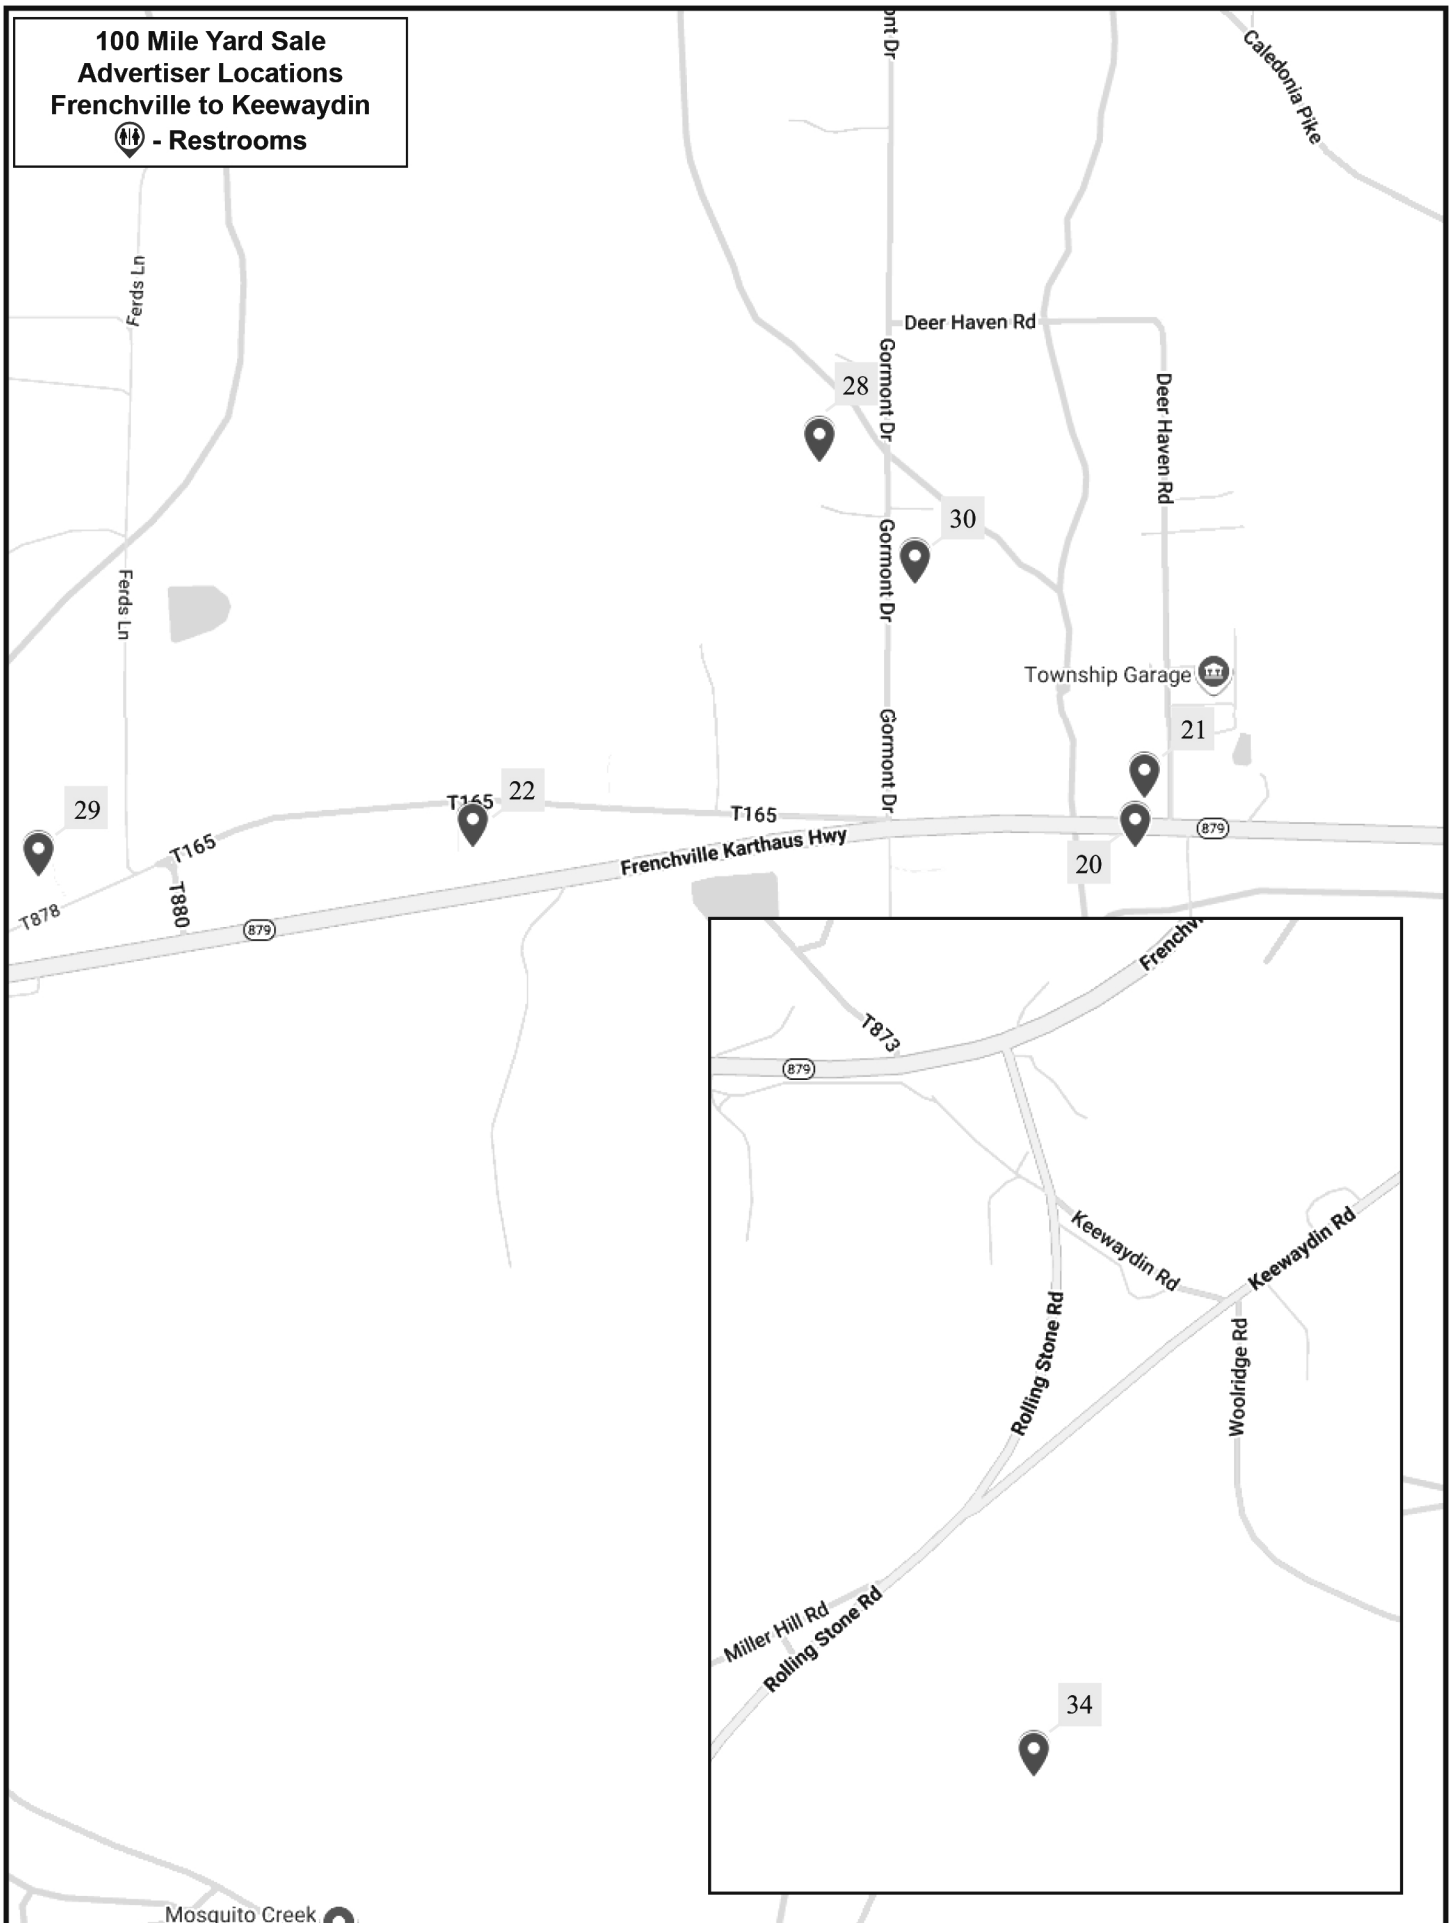 100 Mile Yard Sale
Advertiser Locations
Frenchville to Keewaydin
- Restrooms
ont Dr
Caledonia Pike
Ferds Ln
Deer Haven Rd
Gormont Dr
28
Deer Haven Rd
30
Gormont Dr
Ferds Ln
Township Garage
21
Gormont Dr
22
T165
29
T165
T165
879
Frenchville Karthaus Hwy
20
T878
T880
879
Frenchv
T873
879
Keewaydin Rd
Keewaydin Rd
Rolling Stone Rd
Woolridge Rd
Miller Hill Rd
Rolling Stone Rd
34
Mosquito Creek